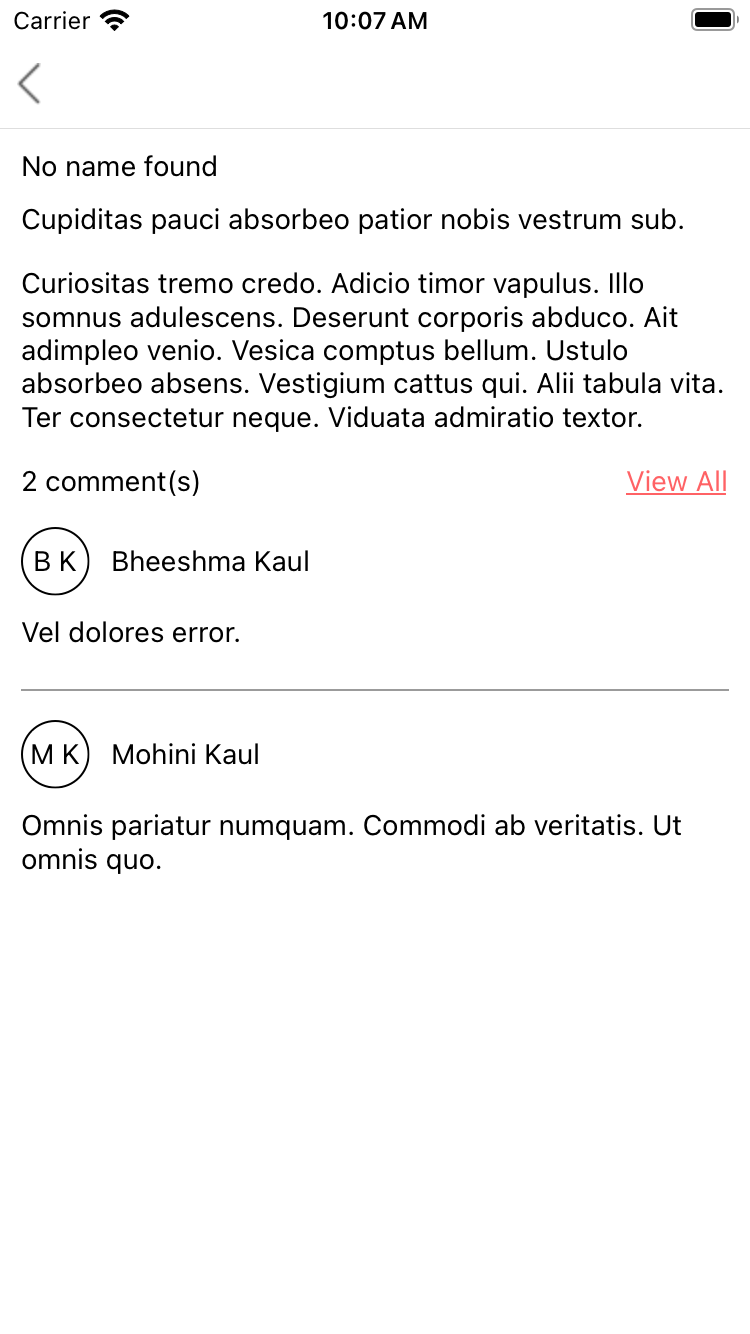 Carrier 10:07 AM
No name found
Cupiditas pauci absorbeo patior nobis vestrum sub.
Curiositas tremo credo. Adicio timor vapulus. Illo
somnus adulescens. Deserunt corporis abduco. Ait
adimpleo venio. Vesica comptus bellum. Ustulo
absorbeo absens. Vestigium cattus qui. Alii tabula vita.
Ter consectetur neque. Viduata admiratio textor.
2 comment(s) View All
B K Bheeshma Kaul
Vel dolores error.
M K Mohini Kaul
Omnis pariatur numquam. Commodi ab veritatis. Ut
omnis quo.